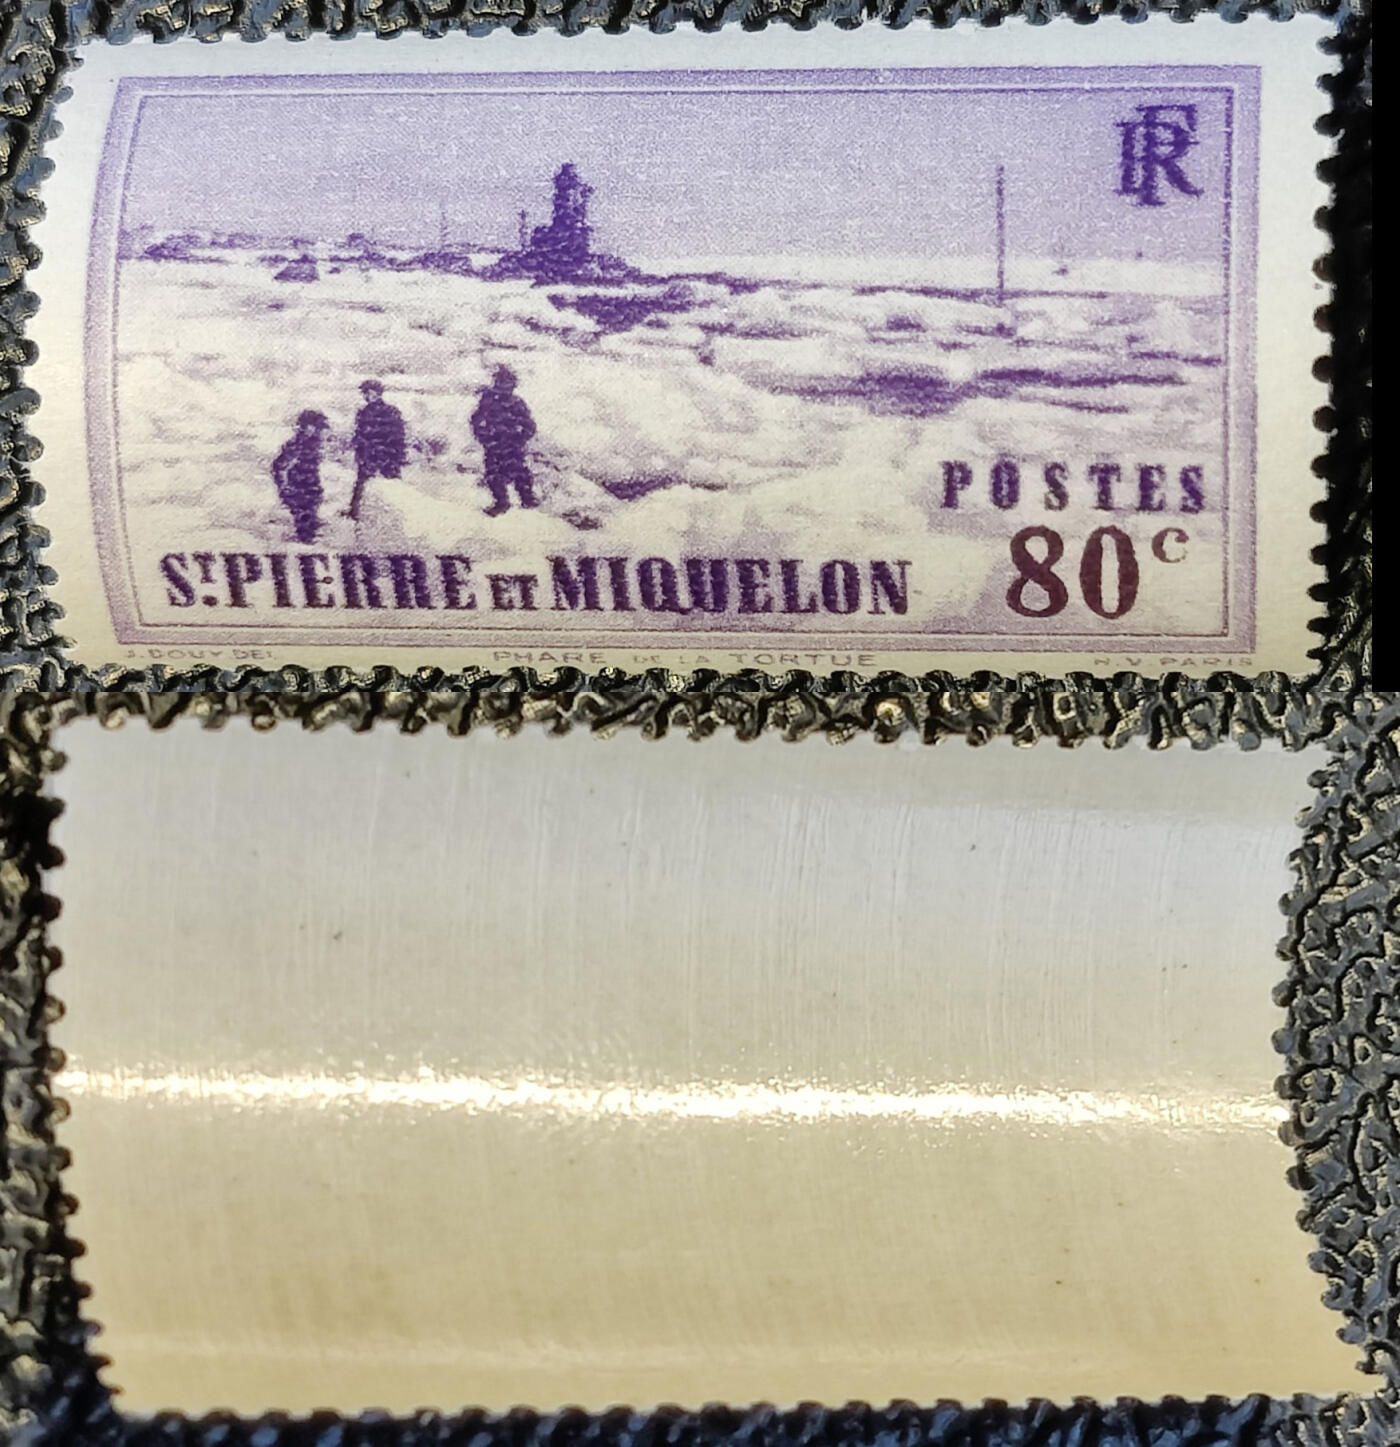 RF
POSTES
80c
ST. PIERRE ET MIQUELON
J. DOUY DEL. PHARE DE LA TORTUE H.V. PARIS